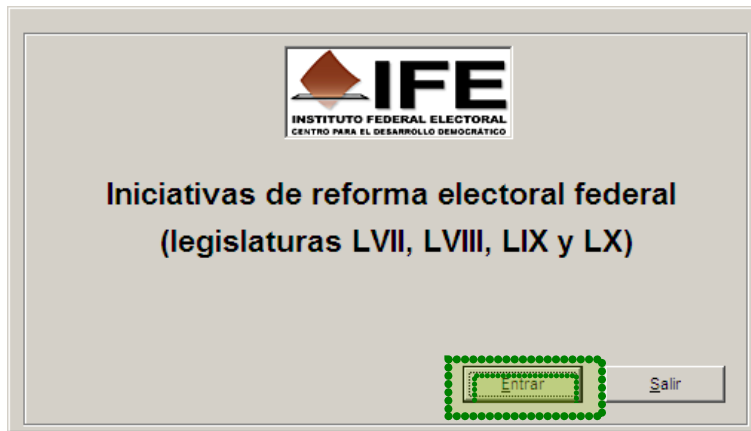 IFE
INSTITUTO FEDERAL ELECTORAL
CENTRO PARA EL DESARROLLO DEMOCRÁTICO
Iniciativas de reforma electoral federal
(legislaturas LVII, LVIII, LIX y LX)
Entrar Salir